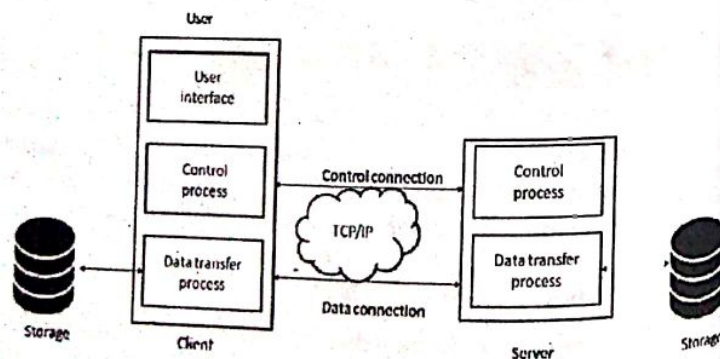 User
User
interface
Control
process
Control connection
Control
process
TCP/IP
Data transfer
process
Data transfer
process
Data connection
Storage
Client
Server
Storage